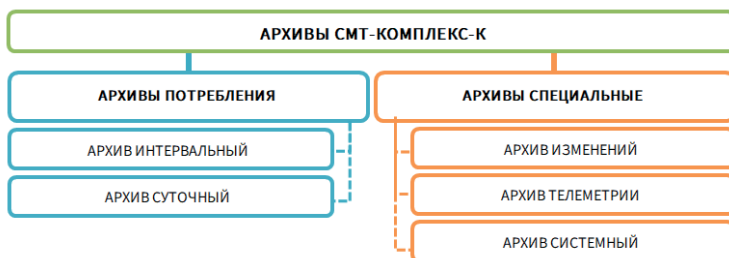 АРХИВЫ СМТ-КОМПЛЕКС-К
АРХИВЫ ПОТРЕБЛЕНИЯ
АРХИВЫ СПЕЦИАЛЬНЫЕ
АРХИВ ИНТЕРВАЛЬНЫЙ
АРХИВ ИЗМЕНЕНИЙ
АРХИВ СУТОЧНЫЙ
АРХИВ ТЕЛЕМЕТРИИ
АРХИВ СИСТЕМНЫЙ